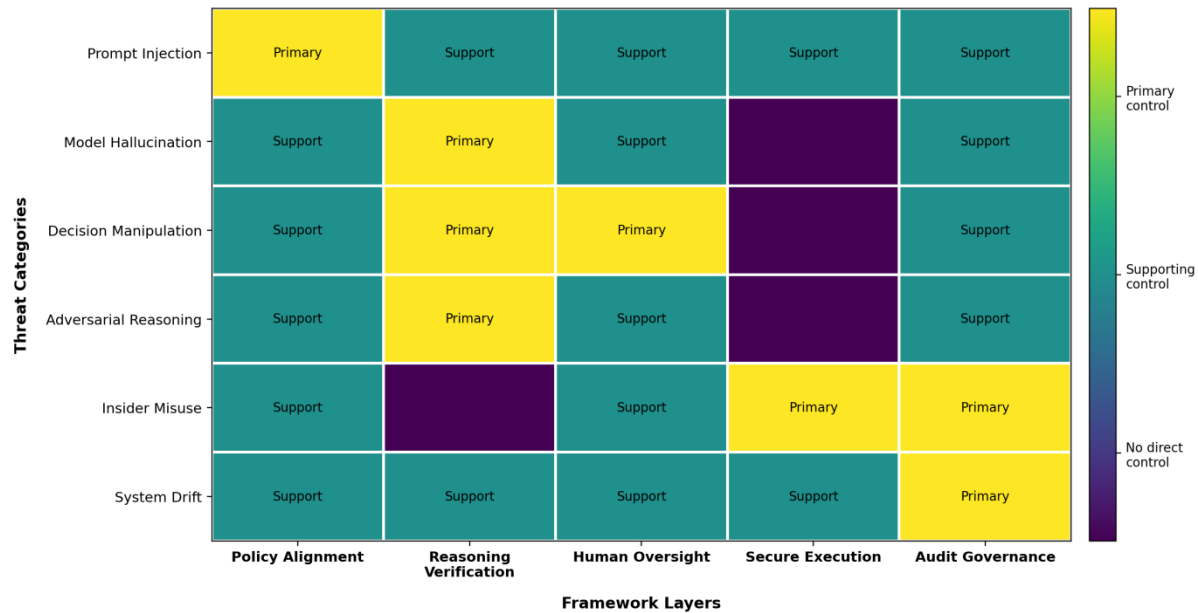 Prompt Injection
Primary
Support
Support
Support
Support
Primary
control
Model Hallucination
Support
Primary
Support
Support
Threat Categories
Decision Manipulation
Support
Primary
Primary
Support
Supporting
control
Adversarial Reasoning
Support
Primary
Support
Support
Insider Misuse
Support
Support
Primary
Primary
No direct
control
System Drift
Support
Support
Support
Support
Primary
Policy Alignment
Reasoning
Verification
Human Oversight
Secure Execution
Audit Governance
Framework Layers